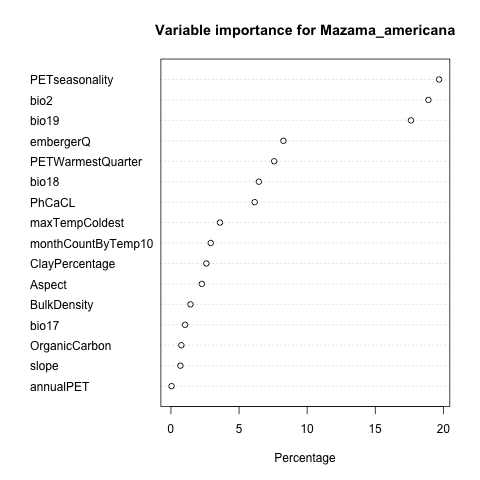 Variable importance for Mazama_americana
PETseasonality
bio2
bio19
embergerQ
PETWarmestQuarter
bio18
PhCaCL
maxTempColdest
monthCountByTemp10
ClayPercentage
Aspect
BulkDensity
bio17
OrganicCarbon
slope
annualPET
0 5 10 15 20
Percentage